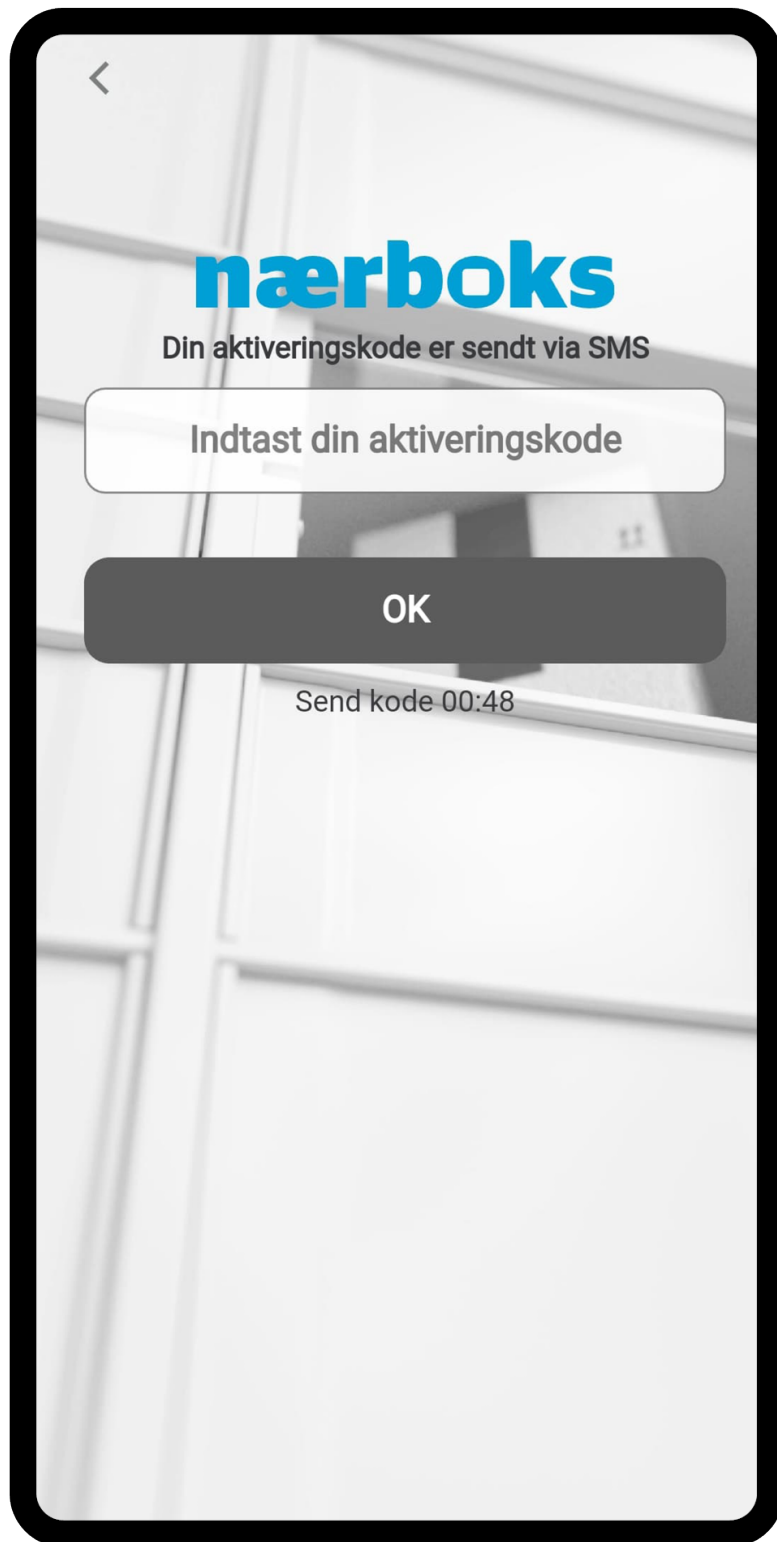 nærboks
Din aktiveringskode er sendt via SMS
Indtast din aktiveringskode
OK
Send kode 00:48